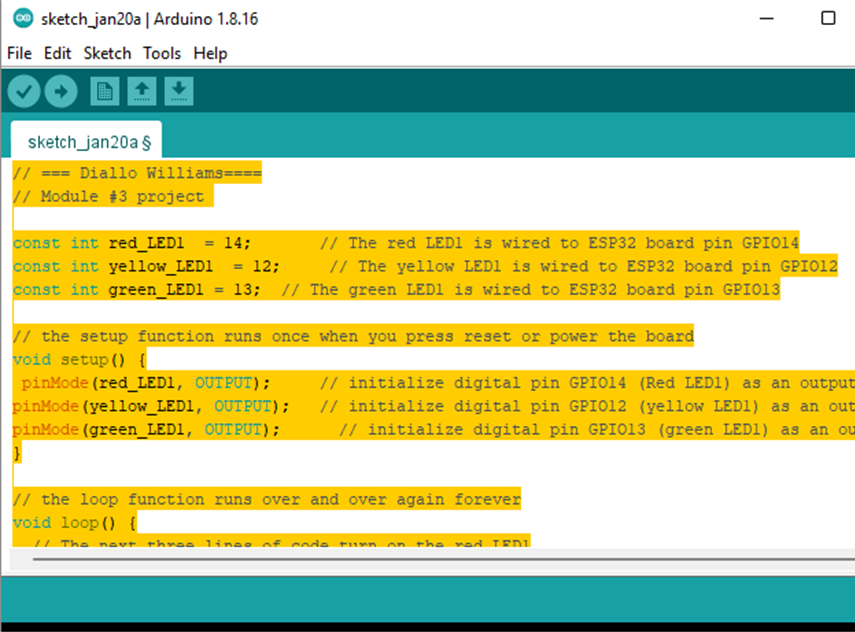 sketch_jan20a | Arduino 1.8.16
File Edit Sketch Tools Help
sketch_jan20a §
// === Diallo Williams====
// Module #3 project
const int red_LED1  = 14;       // The red LED1 is wired to ESP32 board pin GPIO14
const int yellow_LED1  = 12;     // The yellow LED1 is wired to ESP32 board pin GPIO12
const int green_LED1 = 13;  // The green LED1 is wired to ESP32 board pin GPIO13
// the setup function runs once when you press reset or power the board
void setup() {
 pinMode(red_LED1, OUTPUT);     // initialize digital pin GPIO14 (Red LED1) as an output
pinMode(yellow_LED1, OUTPUT);   // initialize digital pin GPIO12 (yellow LED1) as an out
pinMode(green_LED1, OUTPUT);      // initialize digital pin GPIO13 (green LED1) as an ou
}
// the loop function runs over and over again forever
void loop() {
  // The next three lines of code turn on the red LED1